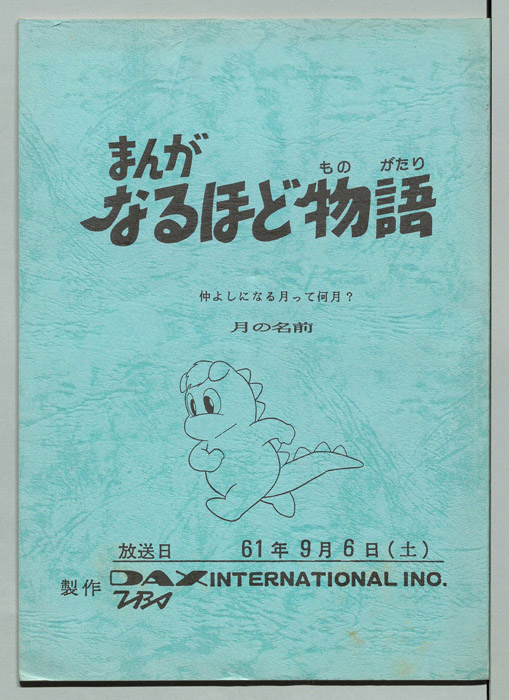 まんが
もの がたり
なるほど物語
仲よしになる月って何月?
月の名前
放送日 61年9月6日(土)
製作 DAX INTERNATIONAL INC.
TBS